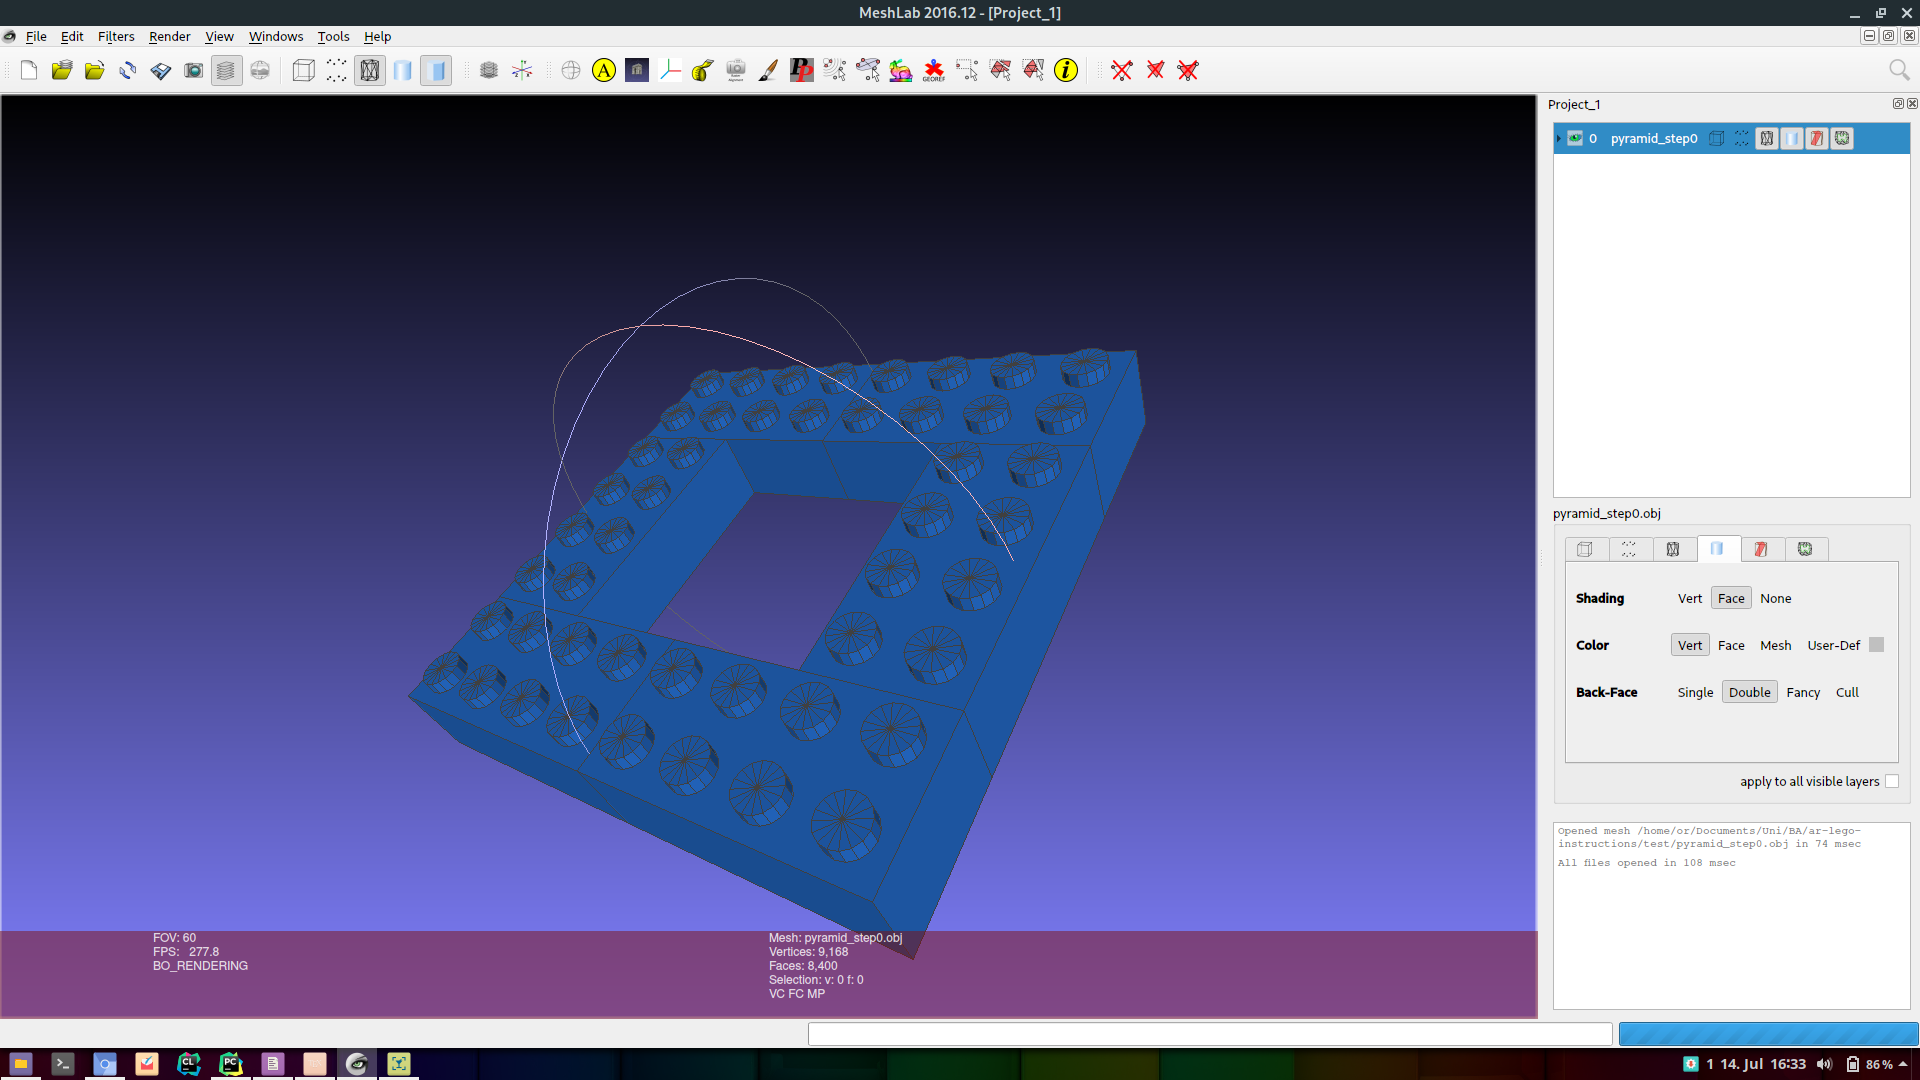 MeshLab 2016.12 - [Project_1]
File Edit Filters Render View Windows Tools Help
A
PP
GEOREF
i
Project_1
0 pyramid_step0
pyramid_step0.obj
Shading Vert Face None
Color Vert Face Mesh User-Def
Back-Face Single Double Fancy Cull
apply to all visible layers
Opened mesh /home/or/Documents/Uni/BA/ar-lego-
instructions/test/pyramid_step0.obj in 74 msec
All files opened in 108 msec
FOV: 60
FPS: 277.8
BO_RENDERING
Mesh: pyramid_step0.obj
Vertices: 9,168
Faces: 8,400
Selection: v: 0 f: 0
VC FC MP
CL
PC
1 14. Jul 16:33 86%